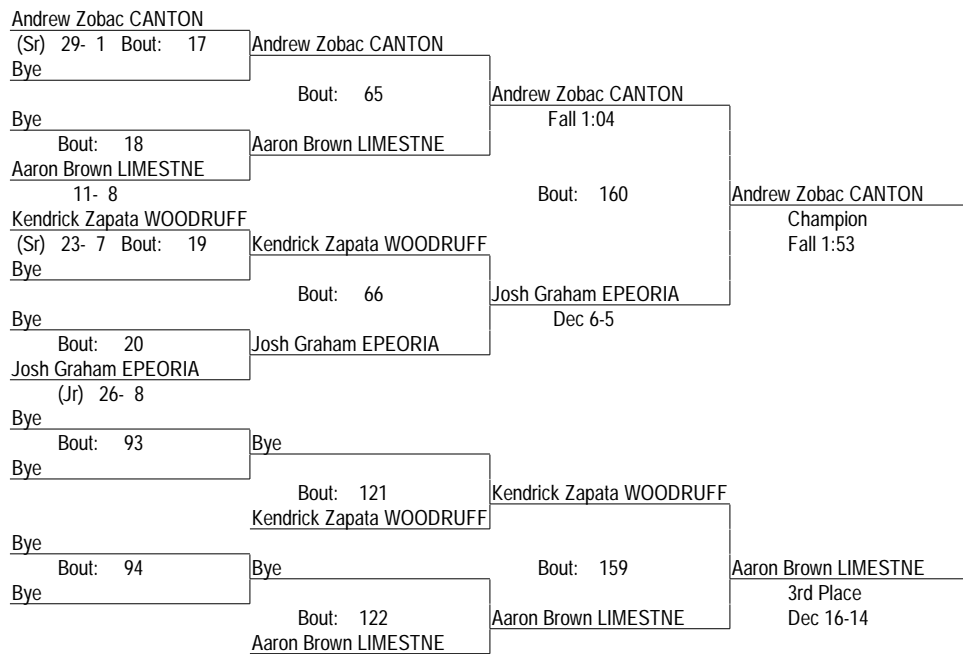 Andrew Zobac CANTON
(Sr) 29- 1 Bout: 17 Andrew Zobac CANTON
Bye
Bout: 65 Andrew Zobac CANTON
Bye Fall 1:04
Bout: 18 Aaron Brown LIMESTNE
Aaron Brown LIMESTNE
11- 8 Bout: 160 Andrew Zobac CANTON
Kendrick Zapata WOODRUFF Champion
(Sr) 23- 7 Bout: 19 Kendrick Zapata WOODRUFF Fall 1:53
Bye
Bout: 66 Josh Graham EPEORIA
Bye Dec 6-5
Bout: 20 Josh Graham EPEORIA
Josh Graham EPEORIA
(Jr) 26- 8
Bye
Bout: 93 Bye
Bye
Bout: 121 Kendrick Zapata WOODRUFF
Kendrick Zapata WOODRUFF
Bye
Bout: 94 Bye Bout: 159 Aaron Brown LIMESTNE
Bye 3rd Place
Bout: 122 Aaron Brown LIMESTNE Dec 16-14
Aaron Brown LIMESTNE